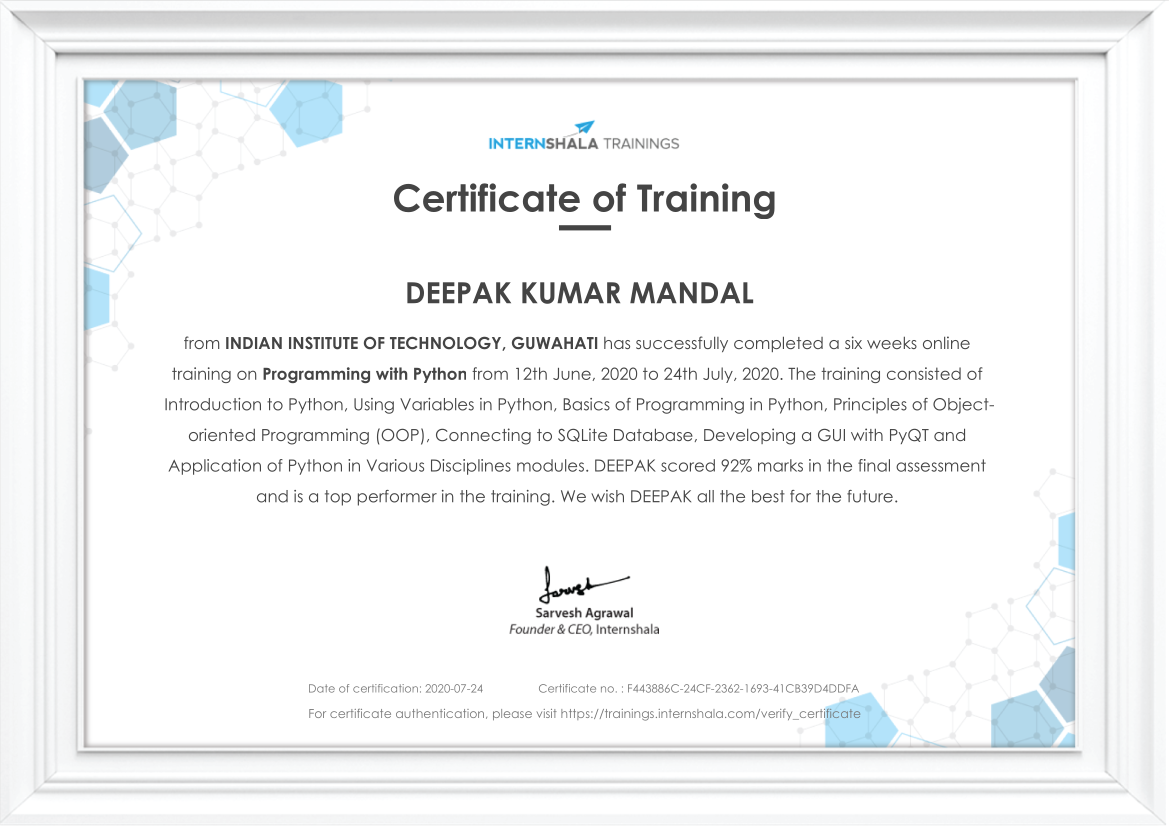 INTERNSHALA TRAININGS
Certificate of Training
DEEPAK KUMAR MANDAL
from INDIAN INSTITUTE OF TECHNOLOGY, GUWAHATI has successfully completed a six weeks online
training on Programming with Python from 12th June, 2020 to 24th July, 2020. The training consisted of
Introduction to Python, Using Variables in Python, Basics of Programming in Python, Principles of Object-
oriented Programming (OOP), Connecting to SQLite Database, Developing a GUI with PyQT and
Application of Python in Various Disciplines modules. DEEPAK scored 92% marks in the final assessment
and is a top performer in the training. We wish DEEPAK all the best for the future.
Sarvesh
Sarvesh Agrawal
Founder & CEO, Internshala
Date of certification: 2020-07-24 Certificate no. : F443886C-24CF-2362-1693-41CB39D4DDFA
For certificate authentication, please visit https://trainings.internshala.com/verify_certificate